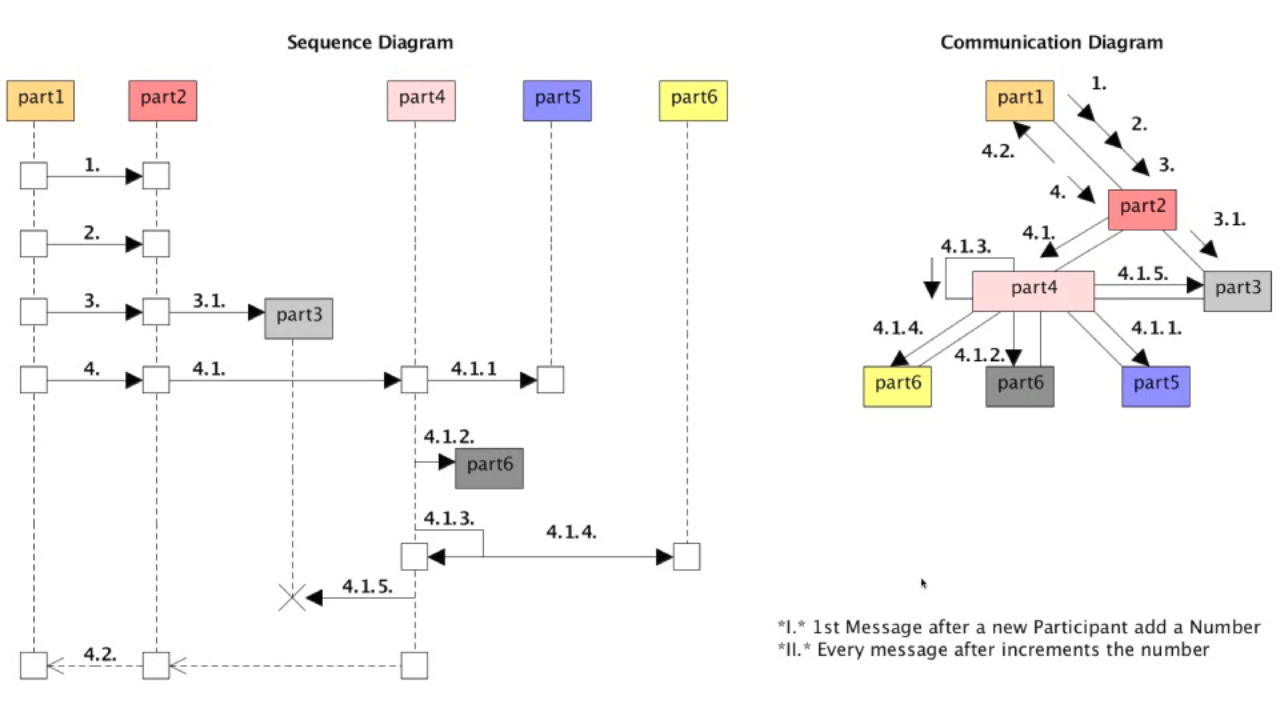 Sequence Diagram
part1
part2
part4
part5
part6
1.
2.
3.
3.1.
part3
4.
4.1.
4.1.1
4.1.2.
part6
4.1.3.
4.1.4.
4.1.5.
4.2.
Communication Diagram
part1
1.
2.
4.2.
3.
4.
part2
3.1.
4.1.
4.1.3.
4.1.5.
part4
part3
4.1.4.
4.1.2.
4.1.1.
part6
part6
part5
*I.* 1st Message after a new Participant add a Number
*II.* Every message after increments the number